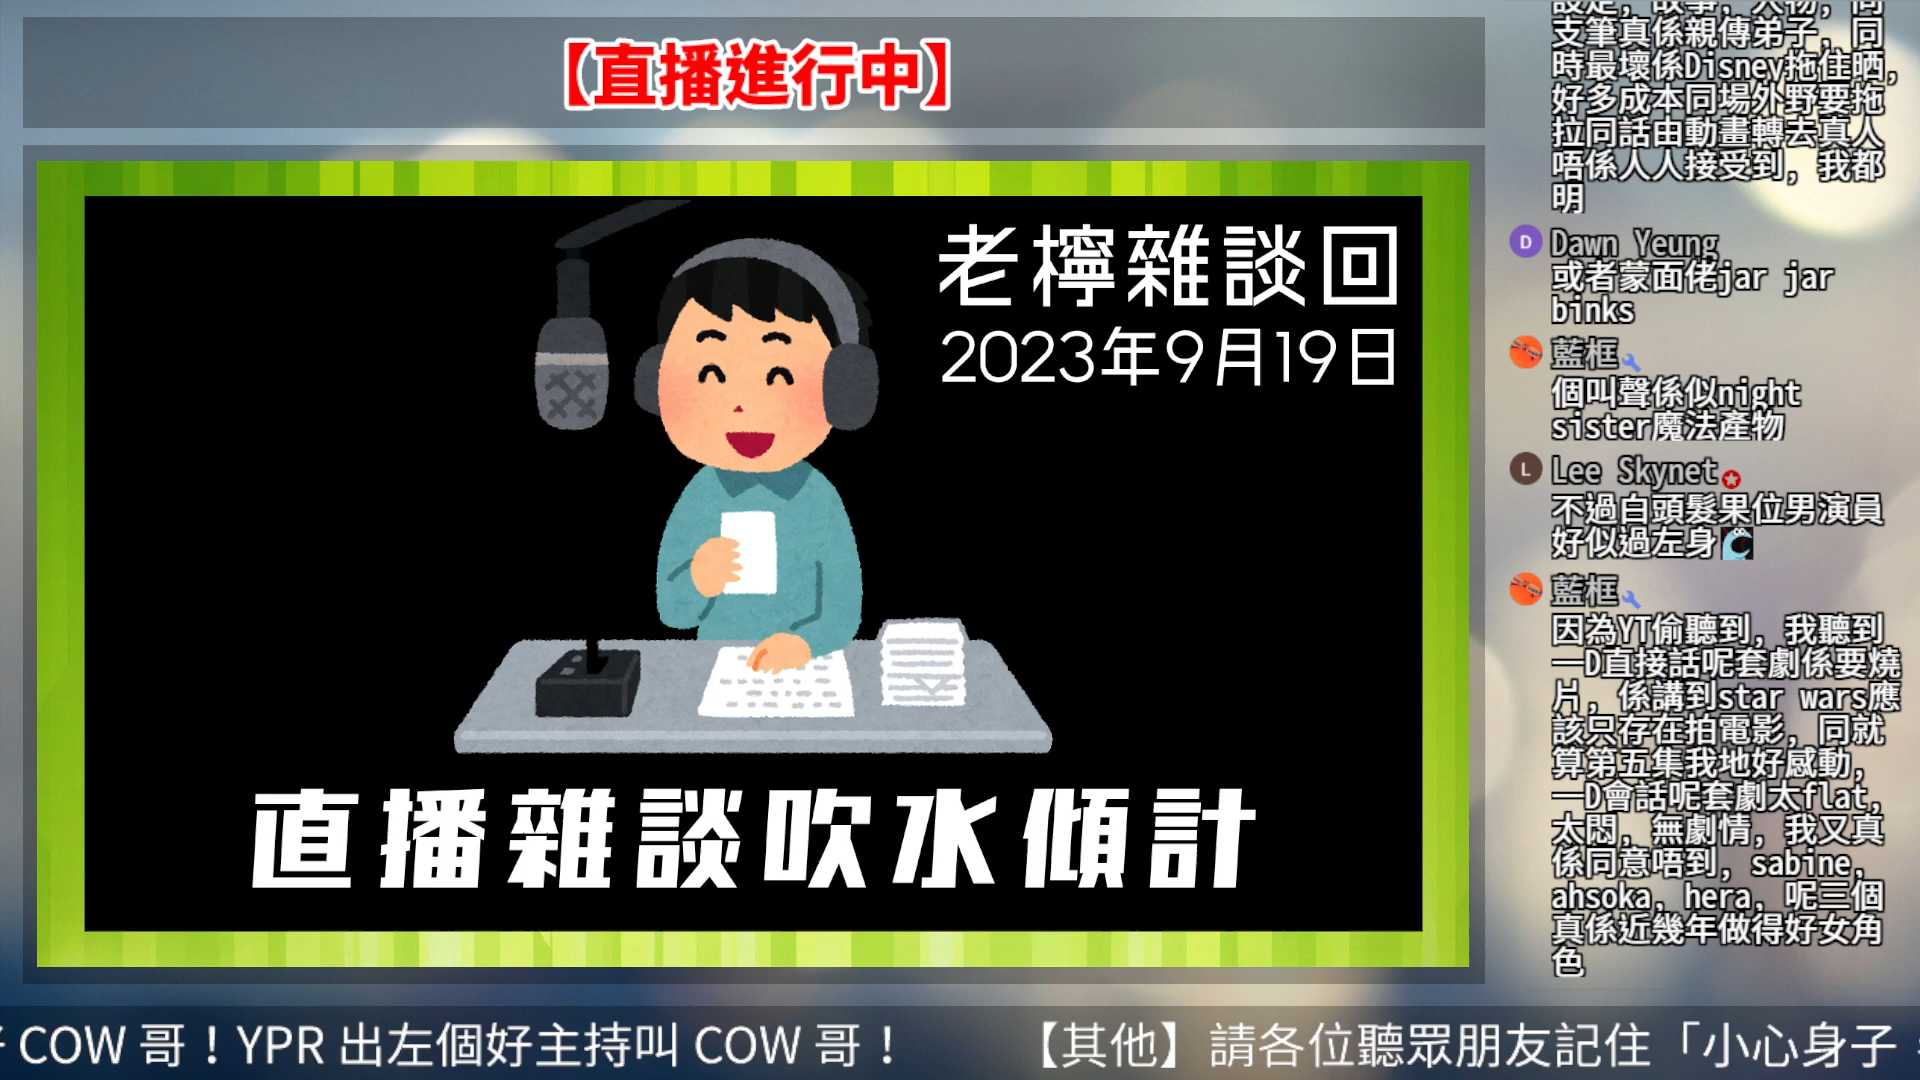 【直播進行中】
老檸雜談回
2023年9月19日
直播雜談吹水傾計
設定，故事，人物，同
支筆真係親傳弟子，同
時最壞係Disney拖住晒,
好多成本同場外野要拖
拉同話由動畫轉去真人
唔係人人接受到，我都
明
D Dawn Yeung
或者蒙面佬jar jar
binks
藍框
個叫聲係似night
sister魔法產物
L Lee Skynet
不過白頭髮果位男演員
好似過左身
藍框
因為YT偷聽到，我聽到
一D直接話呢套劇係要燒
片，係講到star wars應
該只存在拍電影，同就
算第五集我地好感動，
一D會話呢套劇太flat,
太悶，無劇情，我又真
係同意唔到，sabine,
ahsoka, hera, 呢三個
真係近幾年做得好女角
色
COW 哥！YPR 出左個好主持叫 COW 哥！ 【其他】 請各位聽眾朋友記住「小心身子